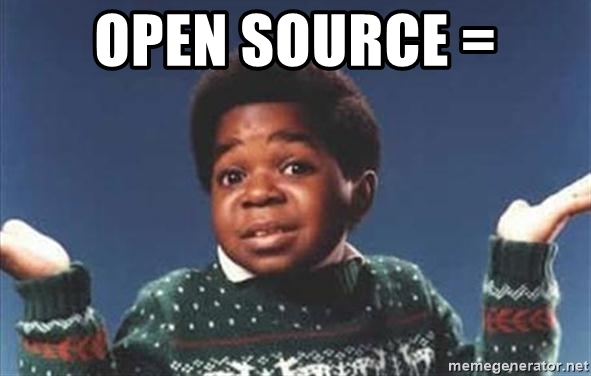 OPEN SOURCE =
memegenerator.net